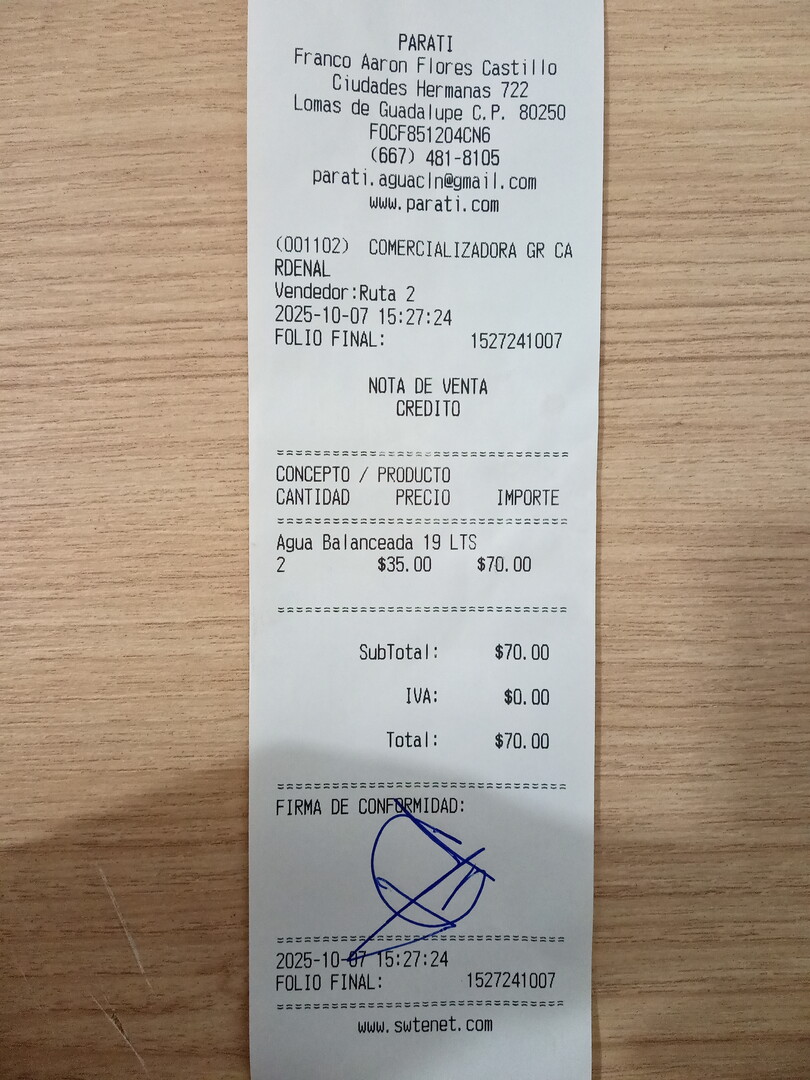 PARATI
Franco Aaron Flores Castillo
Ciudades Hermanas 722
Lomas de Guadalupe C.P. 80250
FOCF851204CN6
(667) 481-8105
parati.aguacln@gmail.com
www.parati.com
(001102) COMERCIALIZADORA GR CA
RDENAL
Vendedor:Ruta 2
2025-10-07 15:27:24
FOLIO FINAL: 1527241007
NOTA DE VENTA
CREDITO
================================
CONCEPTO / PRODUCTO
CANTIDAD PRECIO IMPORTE
================================
Agua Balanceada 19 LTS
2 $35.00 $70.00
================================
SubTotal: $70.00
IVA: $0.00
Total: $70.00
================================
FIRMA DE CONFORMIDAD:
================================
2025-10-07 15:27:24
FOLIO FINAL: 1527241007
================================
www.swtenet.com